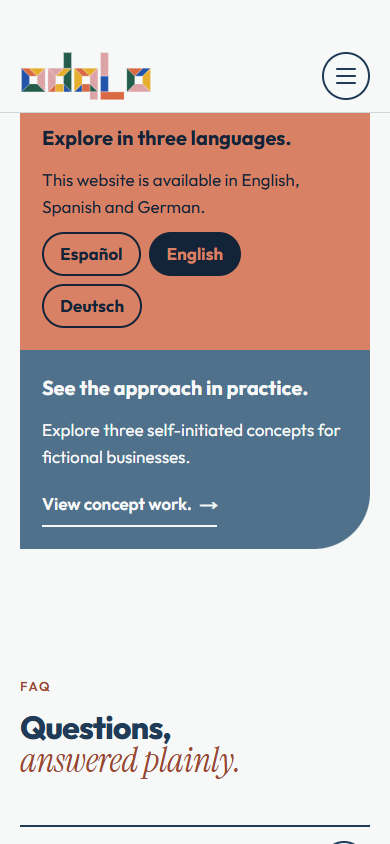 Explore in three languages.
This website is available in English,
Spanish and German.
Español
English
Deutsch
See the approach in practice.
Explore three self-initiated concepts for
fictional businesses.
View concept work. →
FAQ
Questions,
answered plainly.